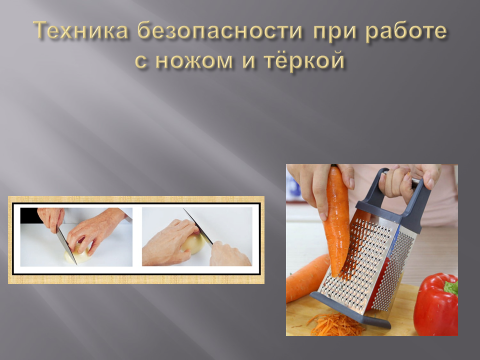 Техника безопасности при работе
с ножом и тёркой